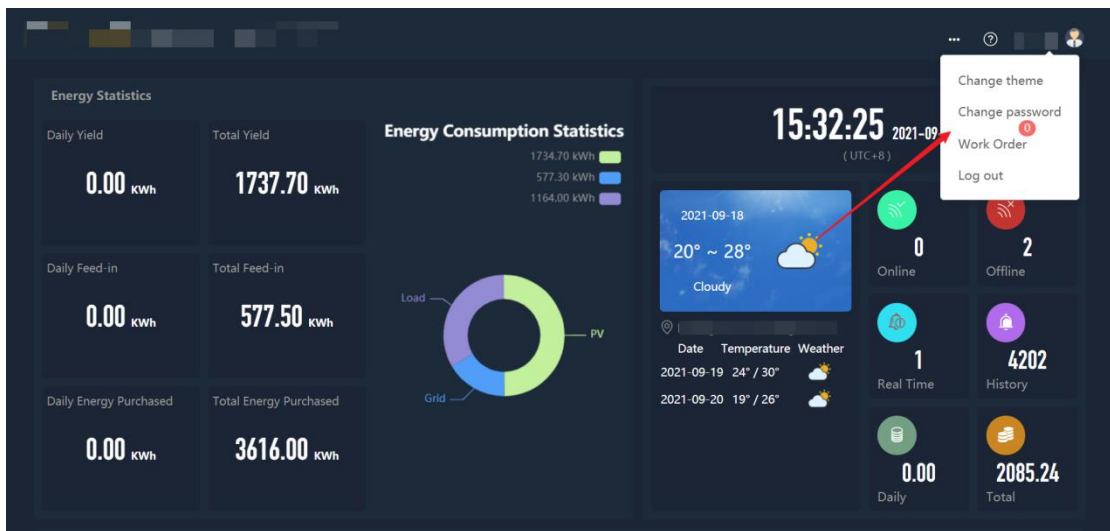 Energy Statistics
Daily Yield
0.00 KWh
Total Yield
1737.70 KWh
Daily Feed-in
0.00 KWh
Total Feed-in
577.50 KWh
Daily Energy Purchased
0.00 KWh
Total Energy Purchased
3616.00 KWh
Energy Consumption Statistics
1734.70 kWh
577.30 kWh
1164.00 kWh
Load
PV
Grid
15:32:25 2021-09
(UTC+8)
2021-09-18
20° ~ 28°
Cloudy
Date Temperature Weather
2021-09-19 24° / 30°
2021-09-20 19° / 26°
Change theme
Change password
0
Work Order
Log out
0
Online
2
Offline
1
Real Time
4202
History
0.00
Daily
2085.24
Total